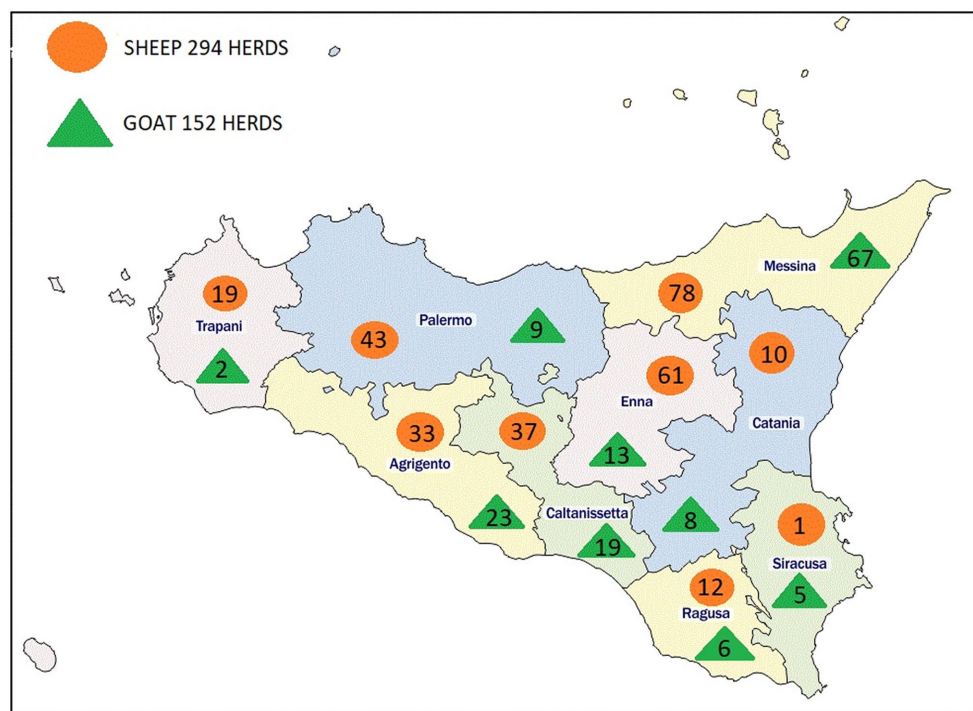 SHEEP 294 HERDS
GOAT 152 HERDS
Messina
67
78
19
Trapani
2
Palermo
43
9
10
Catania
61
Enna
13
33
Agrigento
23
37
Caltanissetta
19
8
1
Siracusa
5
12
Ragusa
6